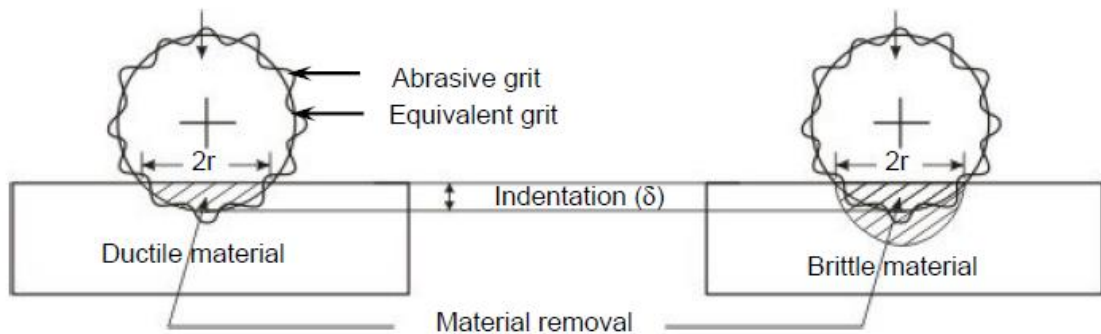 Abrasive grit
Equivalent grit
2r
2r
Indentation (δ)
Ductile material
Brittle material
Material removal